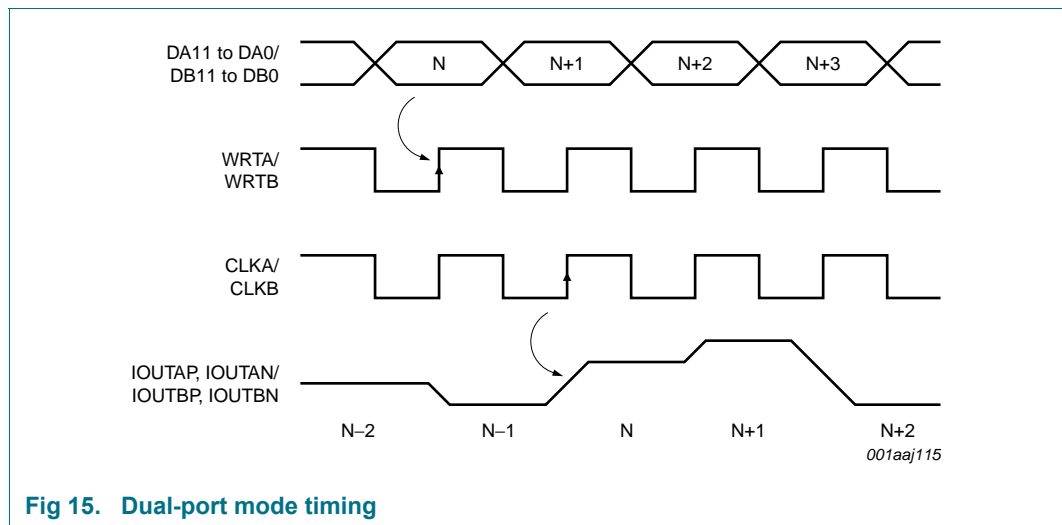 DA11 to DA0/
DB11 to DB0
N
N+1
N+2
N+3
WRTA/
WRTB
CLKA/
CLKB
IOUTAP, IOUTAN/
IOUTBP, IOUTBN
N−2
N−1
N
N+1
N+2
001aaj115
Fig 15. Dual-port mode timing